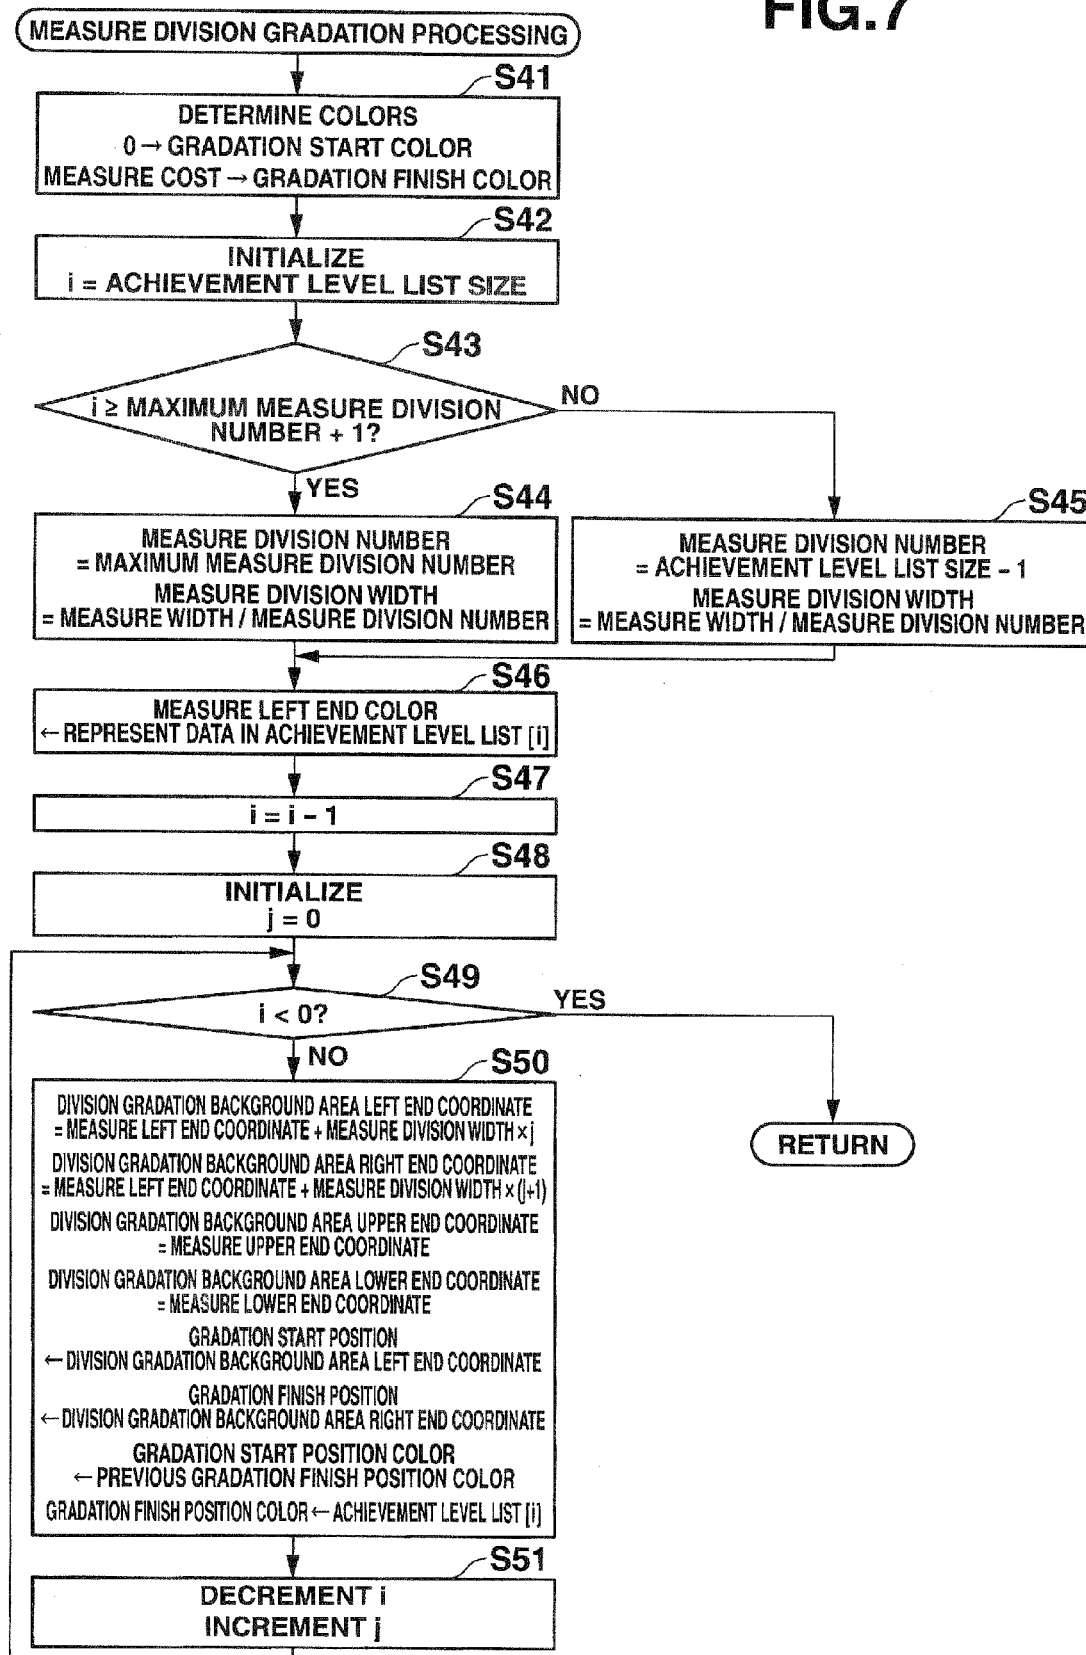 FIG.7
MEASURE DIVISION GRADATION PROCESSING
S41
DETERMINE COLORS
0 → GRADATION START COLOR
MEASURE COST → GRADATION FINISH COLOR
S42
INITIALIZE
i = ACHIEVEMENT LEVEL LIST SIZE
S43
i ≥ MAXIMUM MEASURE DIVISION
NUMBER + 1?
NO
YES
S44
MEASURE DIVISION NUMBER
= MAXIMUM MEASURE DIVISION NUMBER
MEASURE DIVISION WIDTH
= MEASURE WIDTH / MEASURE DIVISION NUMBER
S45
MEASURE DIVISION NUMBER
= ACHIEVEMENT LEVEL LIST SIZE – 1
MEASURE DIVISION WIDTH
= MEASURE WIDTH / MEASURE DIVISION NUMBER
S46
MEASURE LEFT END COLOR
← REPRESENT DATA IN ACHIEVEMENT LEVEL LIST [i]
S47
i = i – 1
S48
INITIALIZE
j = 0
S49
i < 0?
YES
NO
RETURN
S50
DIVISION GRADATION BACKGROUND AREA LEFT END COORDINATE
= MEASURE LEFT END COORDINATE + MEASURE DIVISION WIDTH × j
DIVISION GRADATION BACKGROUND AREA RIGHT END COORDINATE
= MEASURE LEFT END COORDINATE + MEASURE DIVISION WIDTH × (j+1)
DIVISION GRADATION BACKGROUND AREA UPPER END COORDINATE
= MEASURE UPPER END COORDINATE
DIVISION GRADATION BACKGROUND AREA LOWER END COORDINATE
= MEASURE LOWER END COORDINATE
GRADATION START POSITION
← DIVISION GRADATION BACKGROUND AREA LEFT END COORDINATE
GRADATION FINISH POSITION
← DIVISION GRADATION BACKGROUND AREA RIGHT END COORDINATE
GRADATION START POSITION COLOR
← PREVIOUS GRADATION FINISH POSITION COLOR
GRADATION FINISH POSITION COLOR ← ACHIEVEMENT LEVEL LIST [i]
S51
DECREMENT i
INCREMENT j